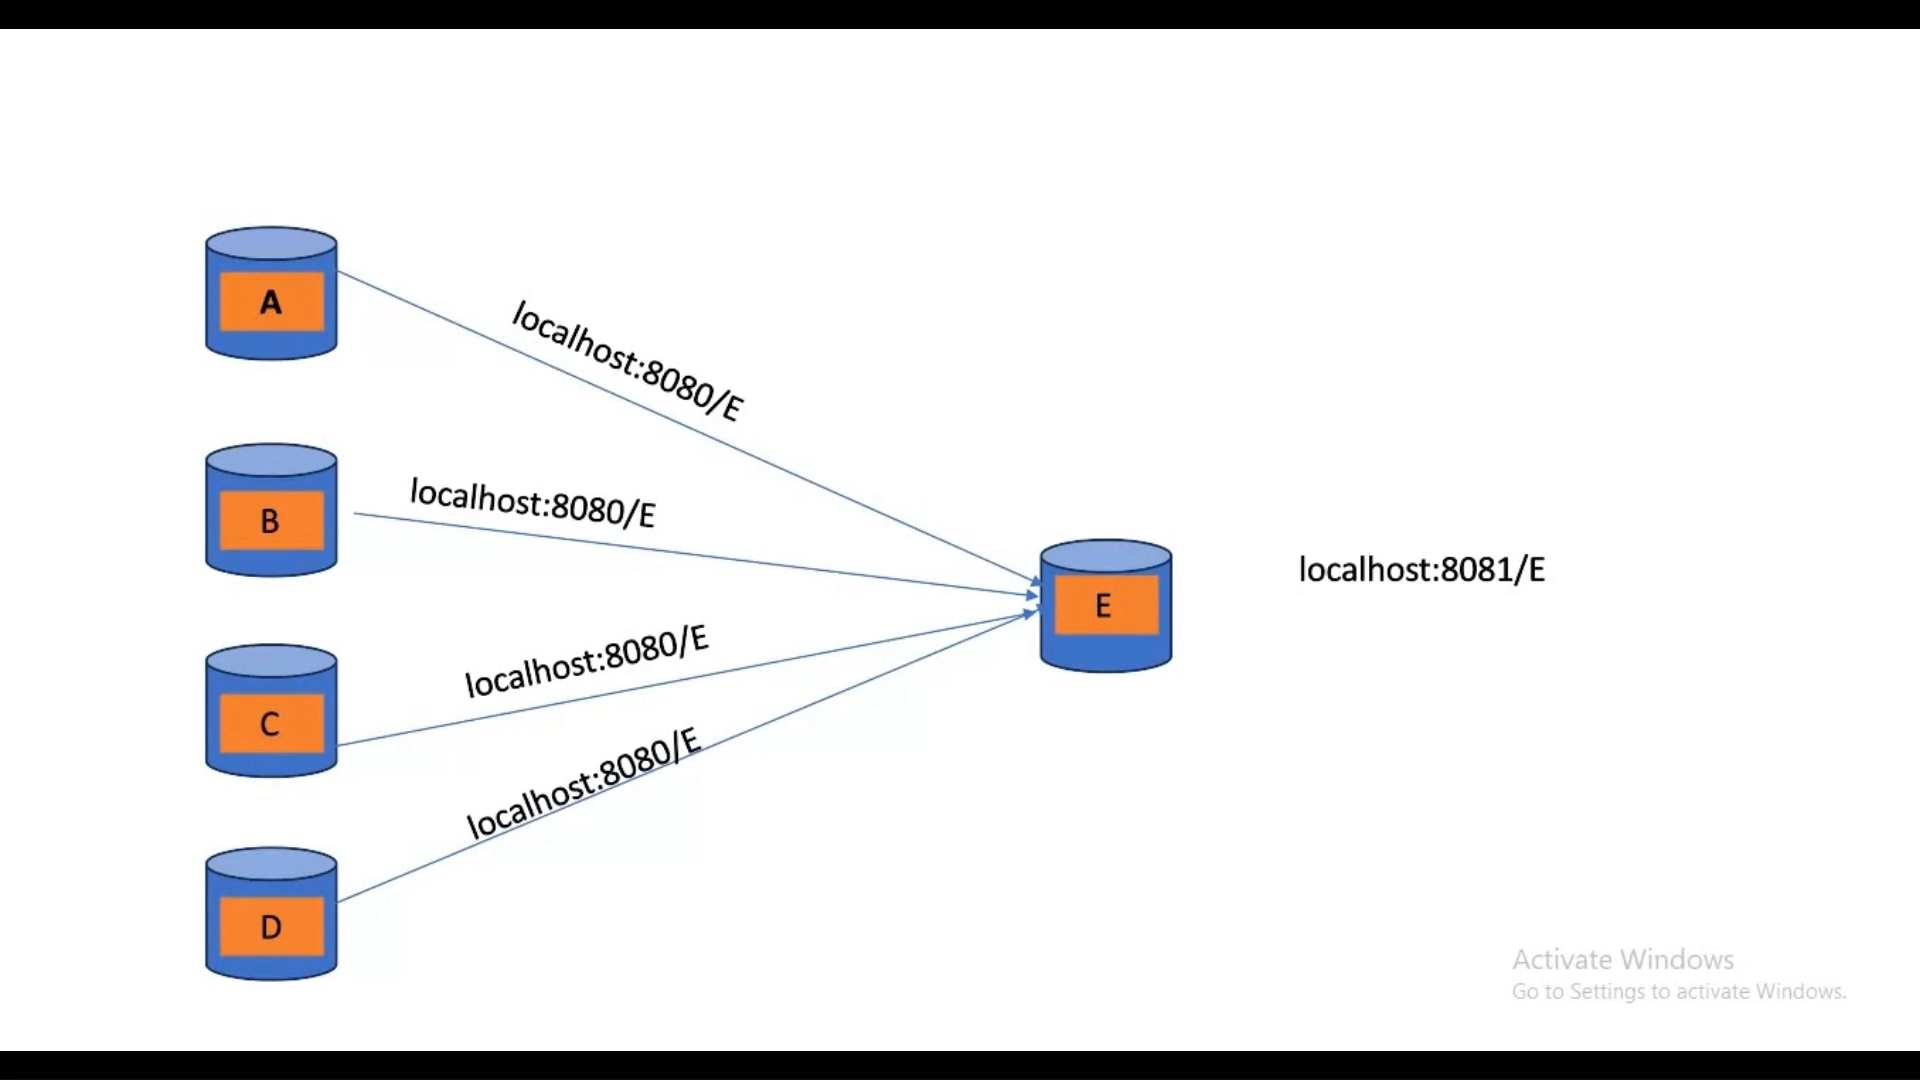 A
localhost:8080/E
B
localhost:8080/E
E
localhost:8081/E
C
localhost:8080/E
D
localhost:8080/E
Activate Windows
Go to Settings to activate Windows.